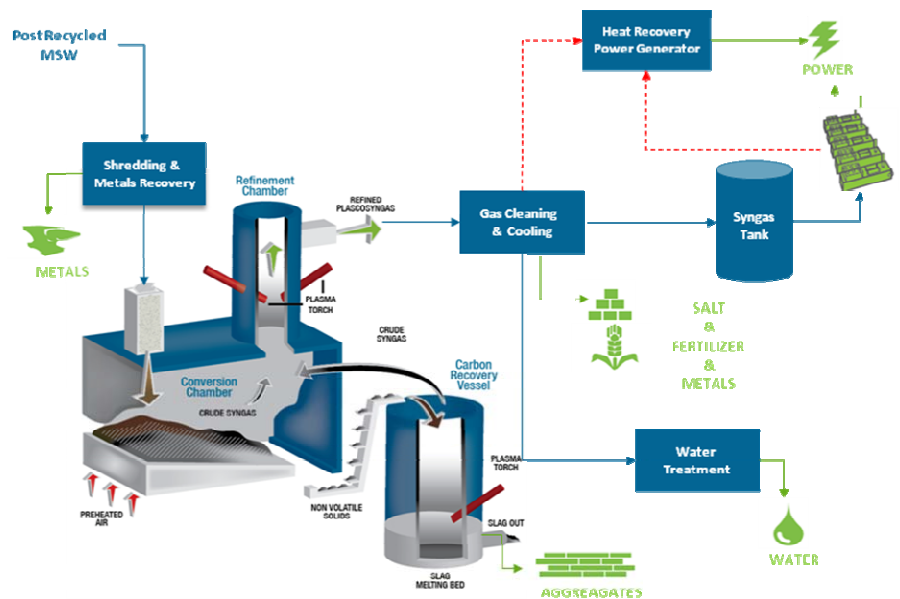 Post Recycled
MSW
Heat Recovery
Power Generator
POWER
Shredding &
Metals Recovery
METALS
Refinement
Chamber
REFINED
PLASCOSYNGAS
Gas Cleaning
& Cooling
Syngas
Tank
PLASMA
TORCH
CRUDE
SYNGAS
SALT
&
FERTILIZER
&
METALS
Conversion
Chamber
CRUDE SYNGAS
Carbon
Recovery
Vessel
PLASMA
TORCH
Water
Treatment
PREHEATED
AIR
NON VOLATILE
SOLIDS
SLAG OUT
WATER
SLAG
MELTING BED
AGGREAGATES